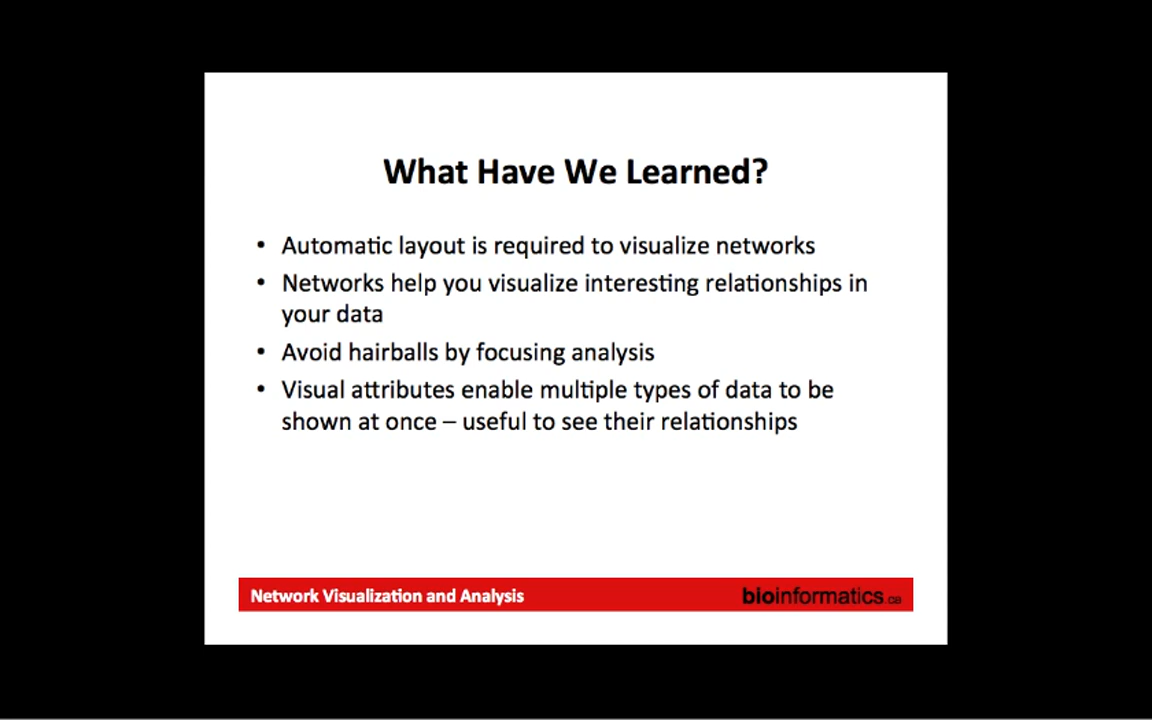 What Have We Learned?
• Automatic layout is required to visualize networks
• Networks help you visualize interesting relationships in
your data
• Avoid hairballs by focusing analysis
• Visual attributes enable multiple types of data to be
shown at once – useful to see their relationships
Network Visualization and Analysis
bioinformatics.ca